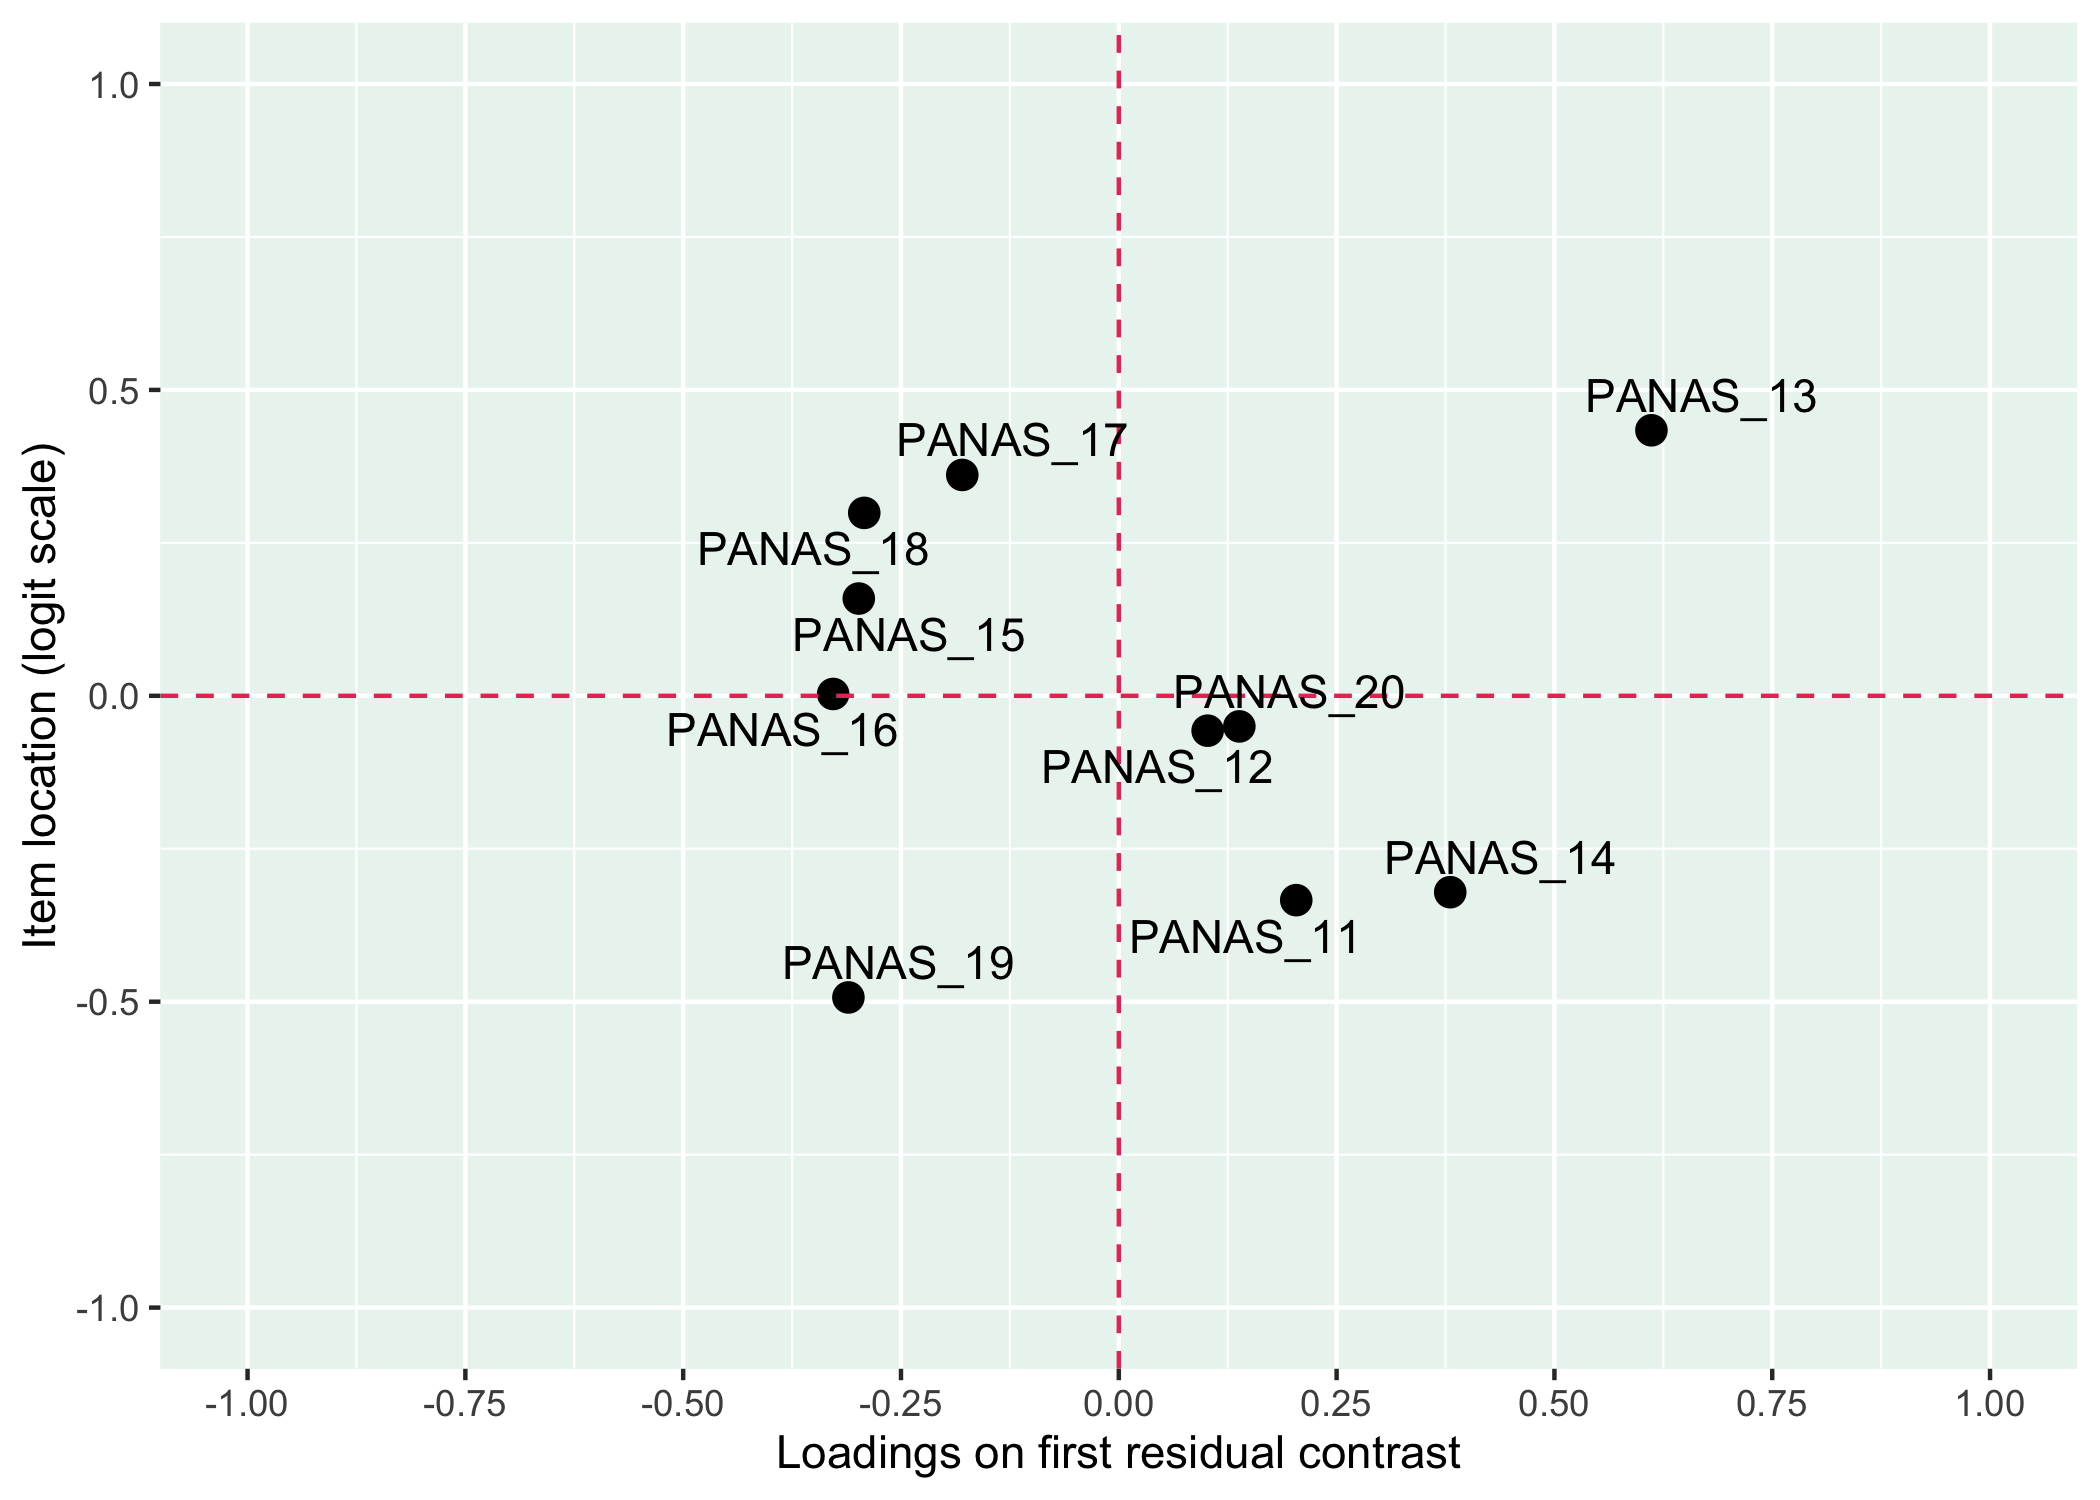 Item location (logit scale)
1.0
0.5
0.0
-0.5
-1.0
PANAS_13
PANAS_17
PANAS_18
PANAS_15
PANAS_20
PANAS_16
PANAS_12
PANAS_14
PANAS_11
PANAS_19
-1.00 -0.75 -0.50 -0.25 0.00 0.25 0.50 0.75 1.00
Loadings on first residual contrast